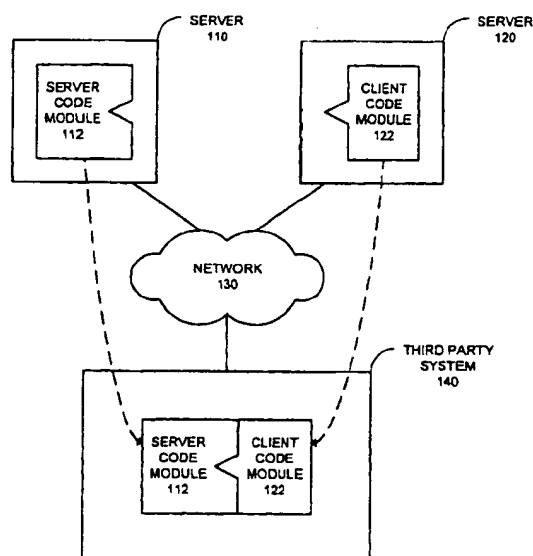 SERVER
110
SERVER
120
SERVER
CODE
MODULE
112
CLIENT
CODE
MODULE
122
NETWORK
130
THIRD PARTY
SYSTEM
140
SERVER
CODE
MODULE
112
CLIENT
CODE
MODULE
122